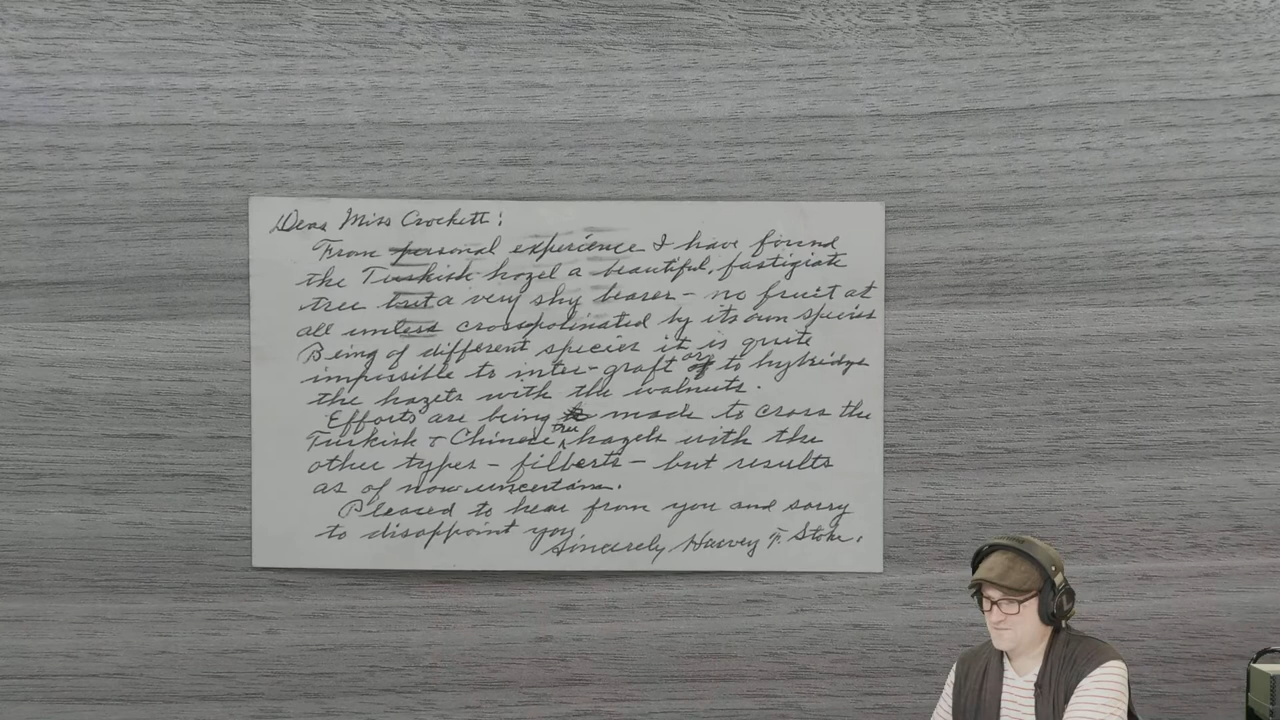 Dear Miss Crockett:
From personal experience I have found
the Turkish hazel a beautiful, fastigiate
tree but a very shy bearer - no fruit at
all unless crosspolinated by its own species
Being of different species it is quite
impossible to inter-graft or to hybridge
the hazels with the walnuts.
Efforts are being made to cross the
Turkish & Chinese tree hazels with the
other types - filberts - but results
as of now uncertain.
Pleased to hear from you and sorry
to disappoint you.
Sincerely Harvey F. Stoke.